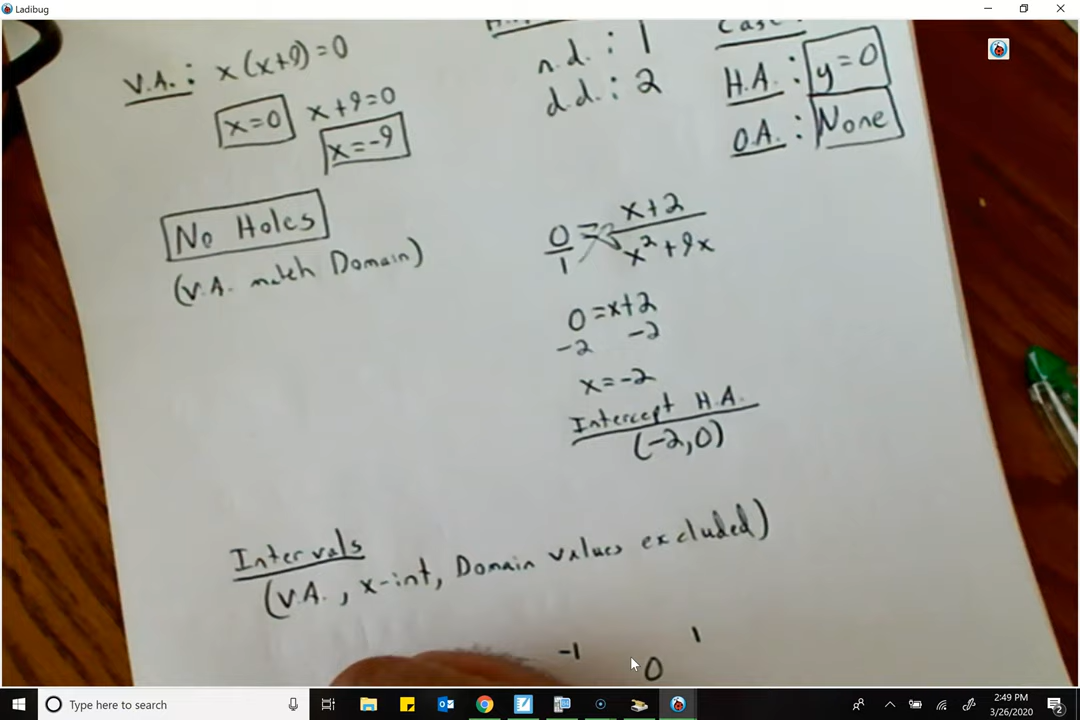 Ladibug
V.A. : x(x+9)=0
x=0 x+9=0
x=-9
n.d. : 1
d.d. : 2
H.A. : y=0
O.A. : None
No Holes
(V.A. match Domain)
0/1 = x+2/x²+9x
0=x+2
-2 -2
x=-2
Intercept H.A.
(-2,0)
Intervals
(V.A., x-int, Domain values excluded)
-1 0 1
Type here to search
2:49 PM
3/26/2020
2